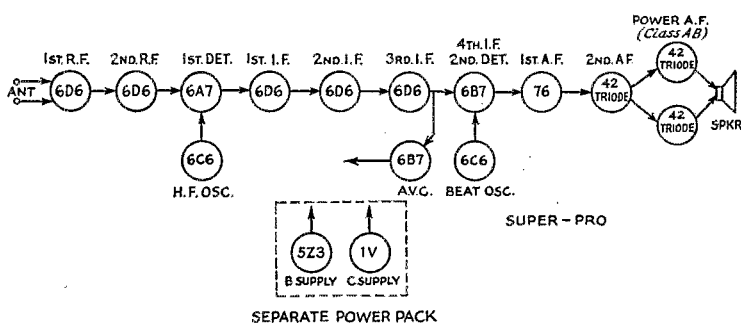 POWER A.F.
(Class AB)
4TH. I.F.
1ST. R.F. 2ND. R.F. 1ST. DET. 1ST. I.F. 2ND. I.F. 3RD. I.F. 2ND. DET. 1ST. A.F. 2ND. A.F.
42
TRIODE
ANT
6D6 6D6 6A7 6D6 6D6 6D6 6B7 76
42
TRIODE
42
TRIODE
SPKR
6C6 6B7 6C6
H.F. OSC. A.V.C. BEAT OSC.
SUPER-PRO
5Z3 1V
B SUPPLY C SUPPLY
SEPARATE POWER PACK